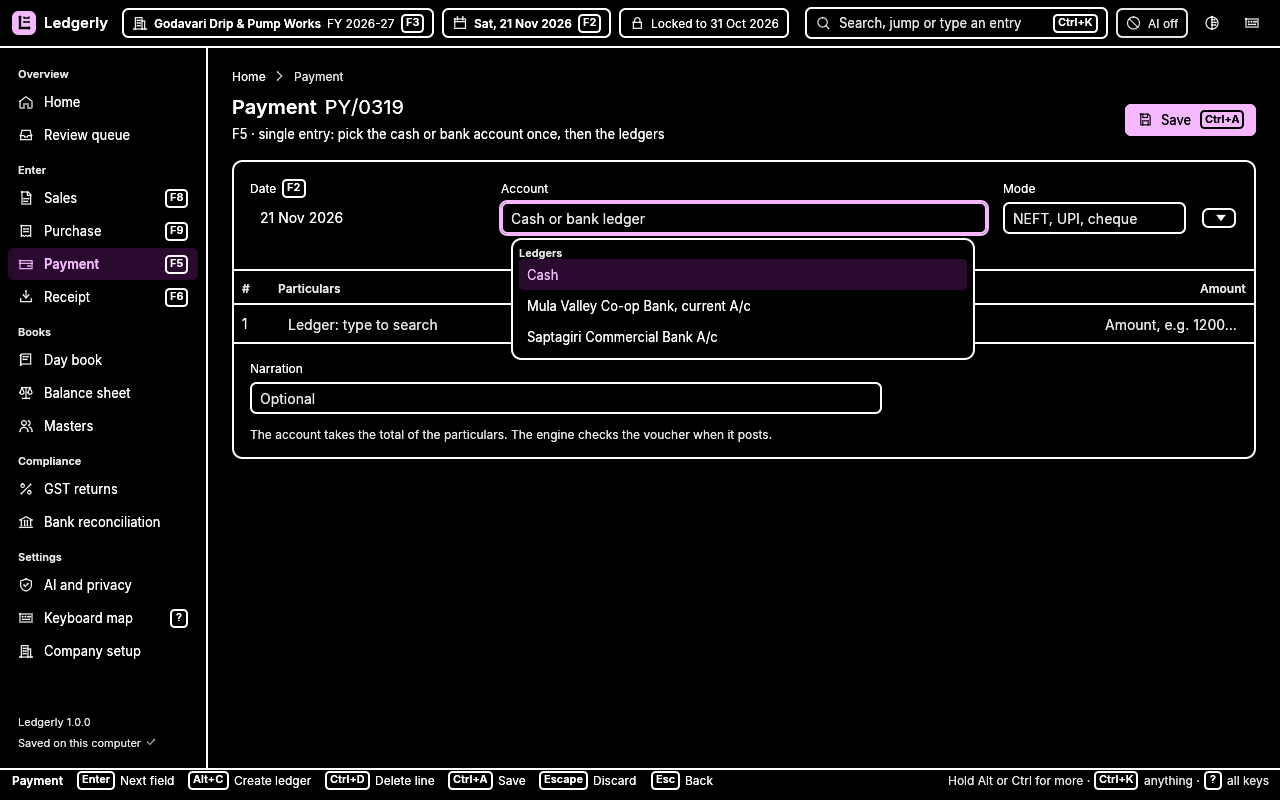 Ledgerly
Godavari Drip & Pump Works FY 2026-27 F3
Sat, 21 Nov 2026 F2
Locked to 31 Oct 2026
Search, jump or type an entry Ctrl+K
AI off
Overview
Home
Review queue
Enter
Sales F8
Purchase F9
Payment F5
Receipt F6
Books
Day book
Balance sheet
Masters
Compliance
GST returns
Bank reconciliation
Settings
AI and privacy
Keyboard map ?
Company setup
Ledgerly 1.0.0
Saved on this computer
Home Payment
Payment PY/0319
F5 · single entry: pick the cash or bank account once, then the ledgers
Save Ctrl+A
Date F2
21 Nov 2026
Account
Cash or bank ledger
Mode
NEFT, UPI, cheque
Ledgers
Cash
Mula Valley Co-op Bank, current A/c
Saptagiri Commercial Bank A/c
# Particulars Amount
1 Ledger: type to search Amount, e.g. 1200...
Narration
Optional
The account takes the total of the particulars. The engine checks the voucher when it posts.
Payment Enter Next field Alt+C Create ledger Ctrl+D Delete line Ctrl+A Save Escape Discard Esc Back
Hold Alt or Ctrl for more · Ctrl+K anything · ? all keys